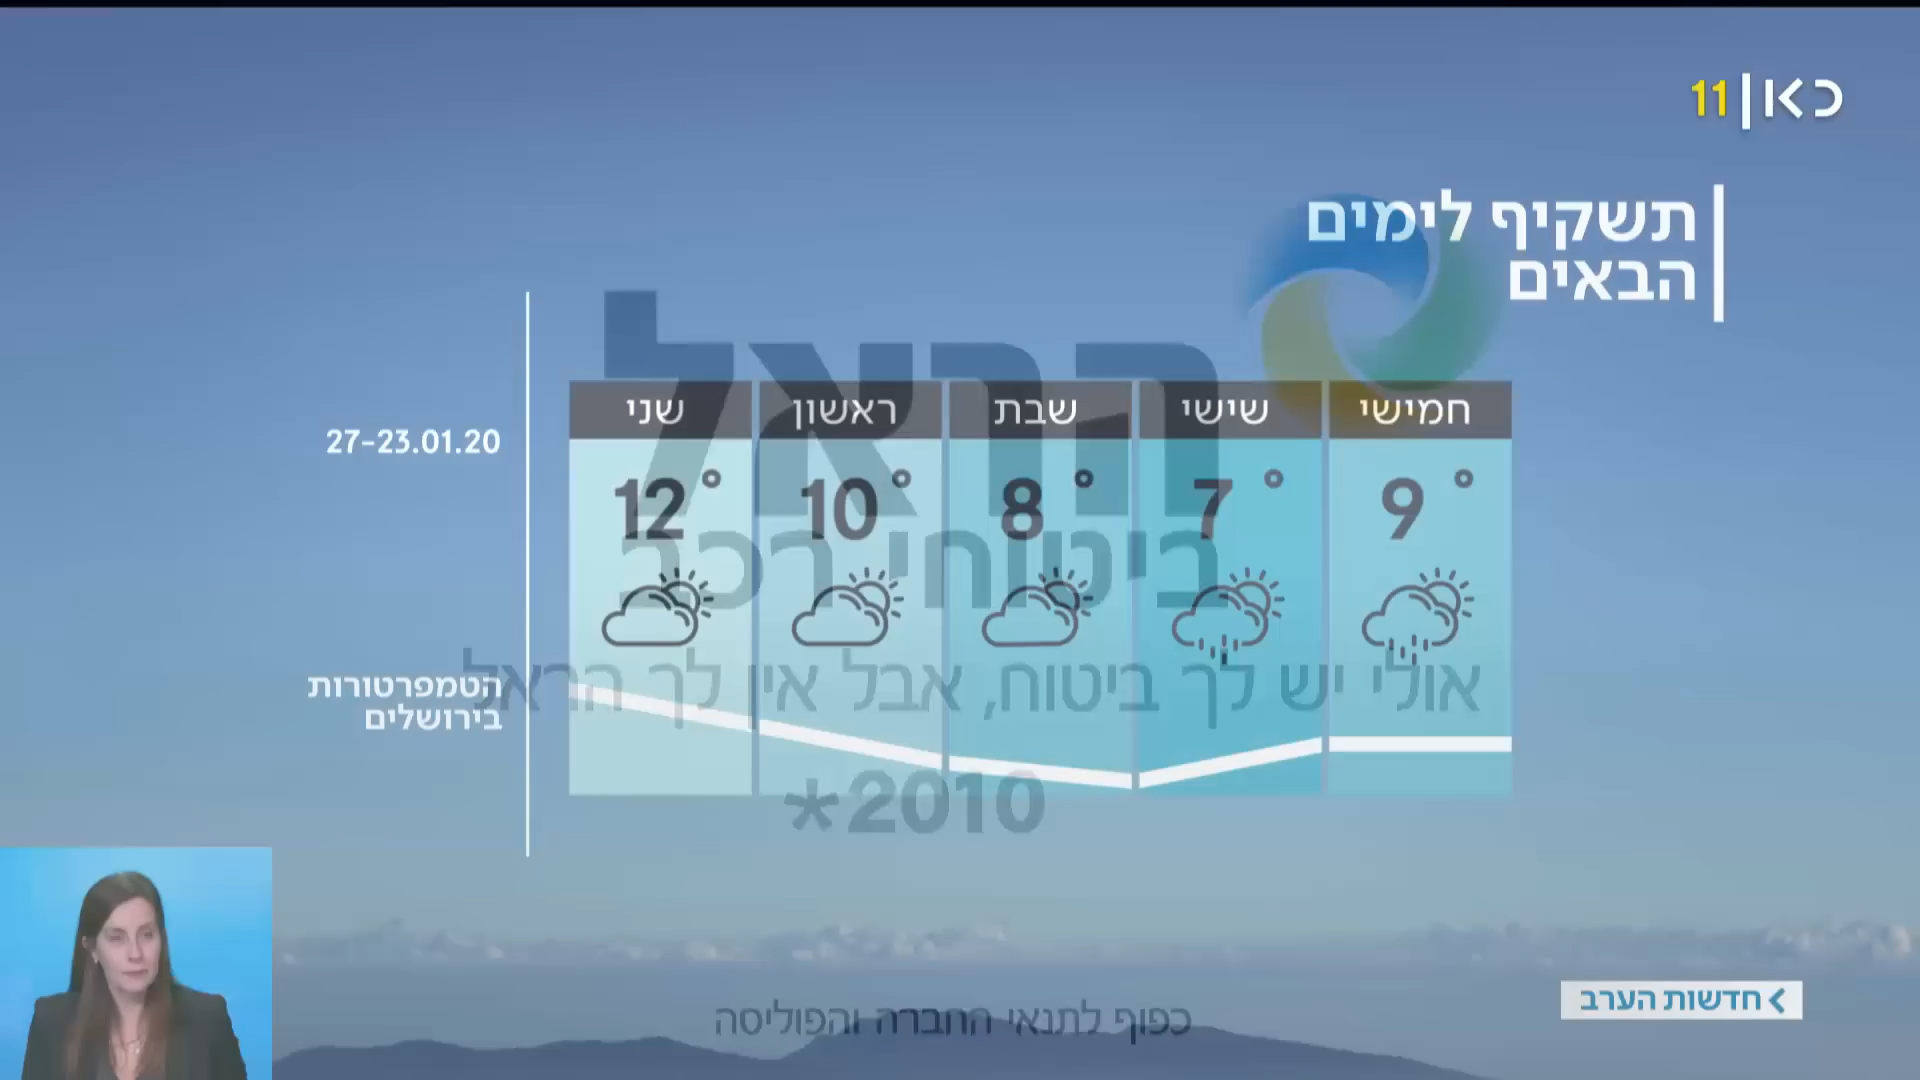 כאן|11
תשקיף לימים
הבאים
הראל
חמישי שישי שבת ראשון שני
27-23.01.20
9° 7° 8° 10° 12°
ביטוחי רכב
אולי יש לך ביטוח, אבל אין לך הראל
הטמפרטורות
בירושלים
*2010
חדשות הערב
כפוף לתנאי החברה והפוליסה